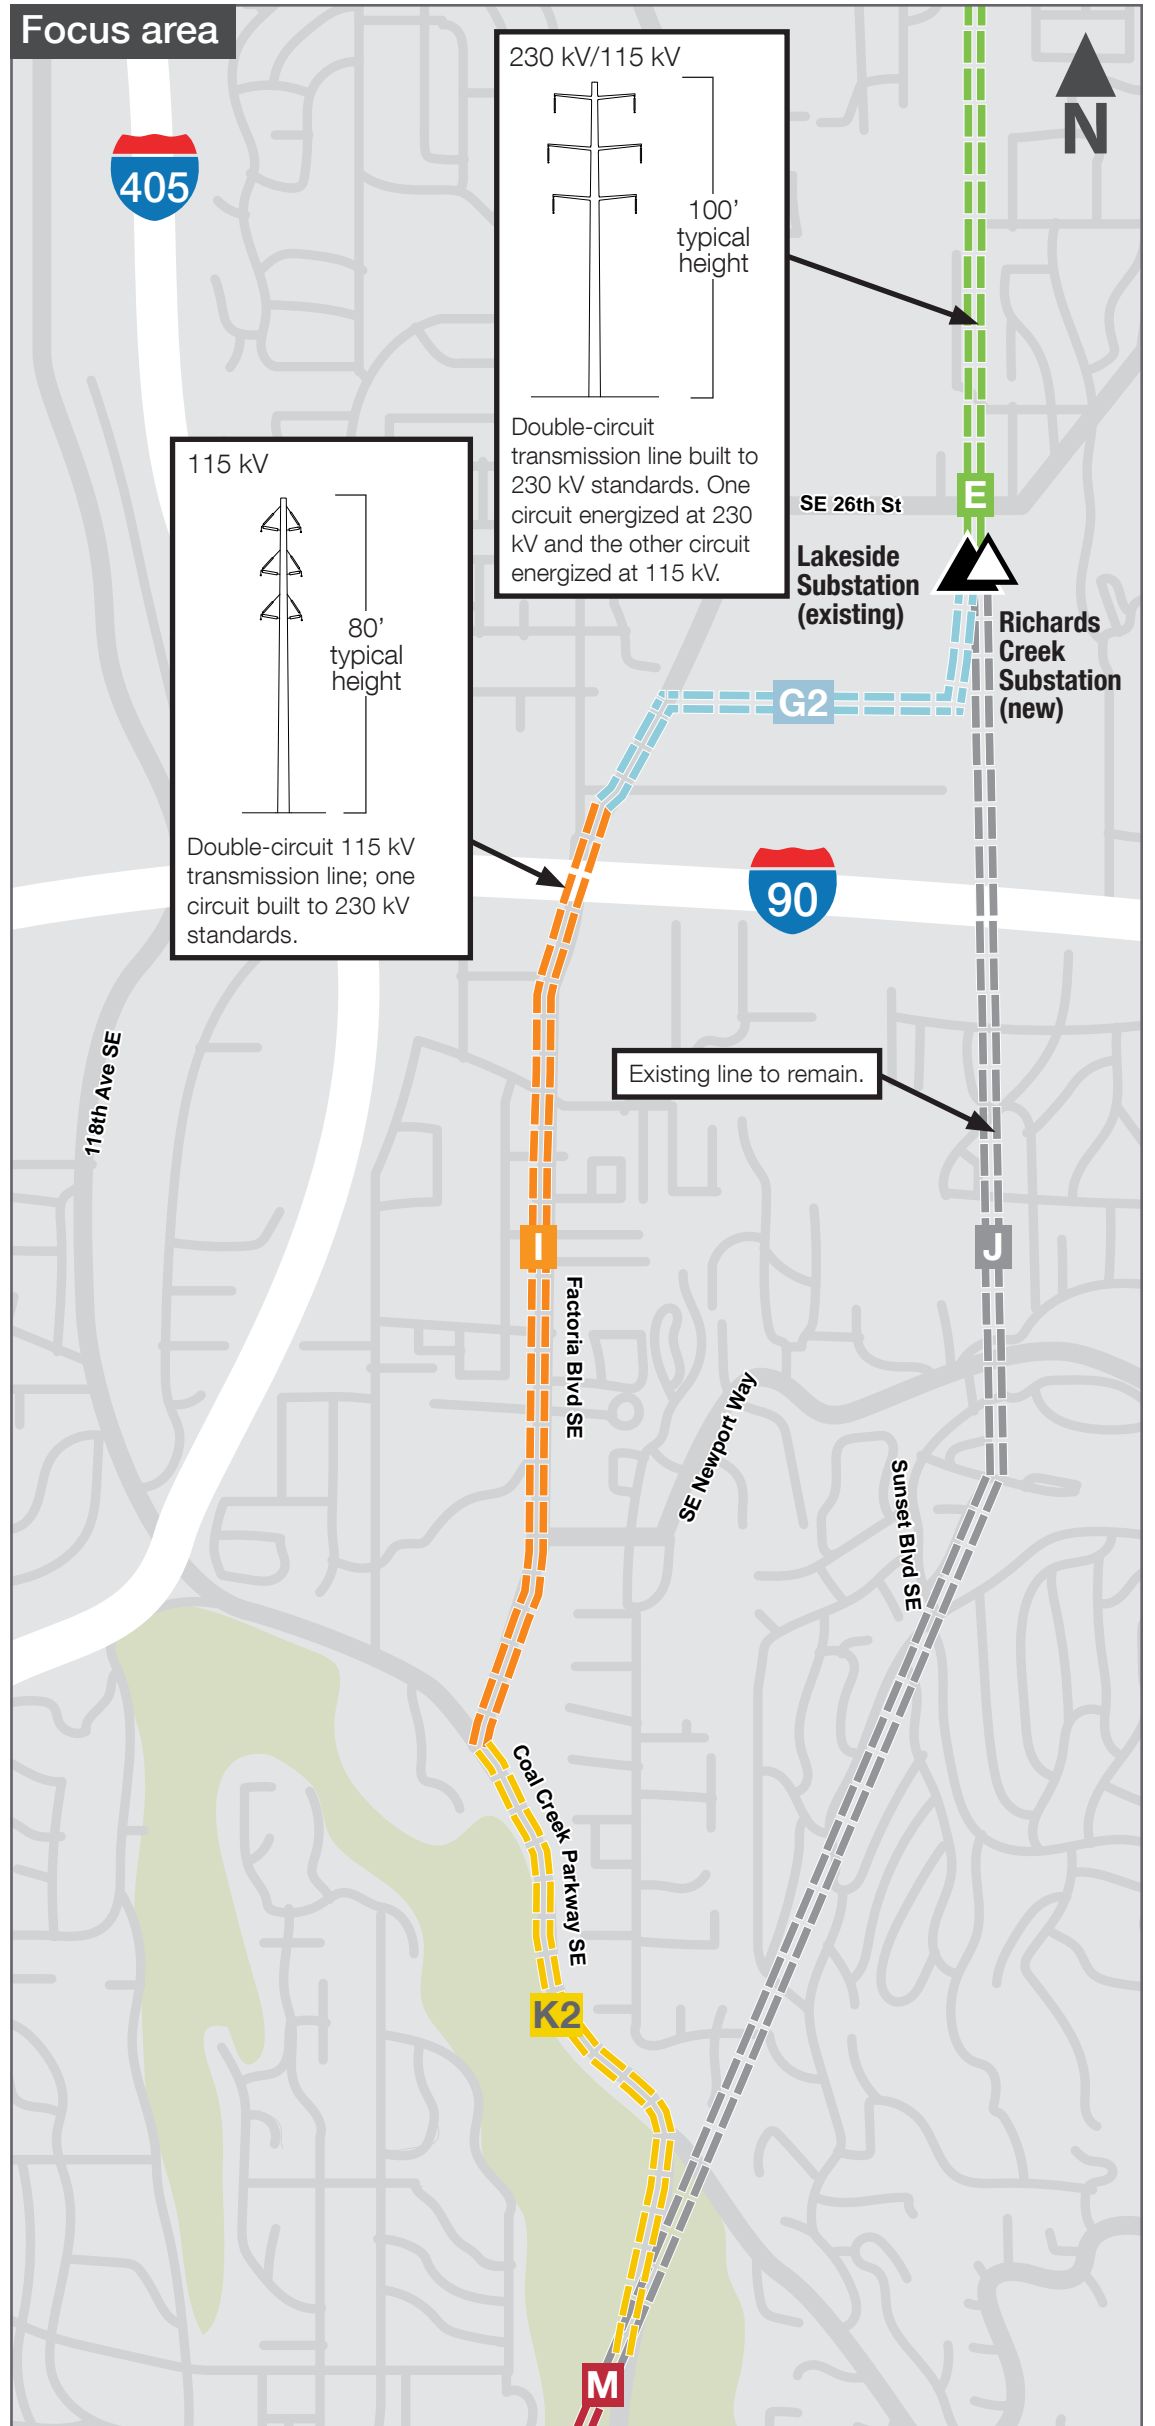 Focus area
230 kV/115 kV
100’
typical
height
Double-circuit
transmission line built to
230 kV standards. One
circuit energized at 230
kV and the other circuit
energized at 115 kV.
N
405
115 kV
80’
typical
height
Double-circuit 115 kV
transmission line; one
circuit built to 230 kV
standards.
SE 26th St
E
Lakeside
Substation
(existing)
Richards
Creek
Substation
(new)
G2
90
118th Ave SE
Existing line to remain.
I
J
Factoria Blvd SE
SE Newport Way
Sunset Blvd SE
Coal Creek Parkway SE
K2
M